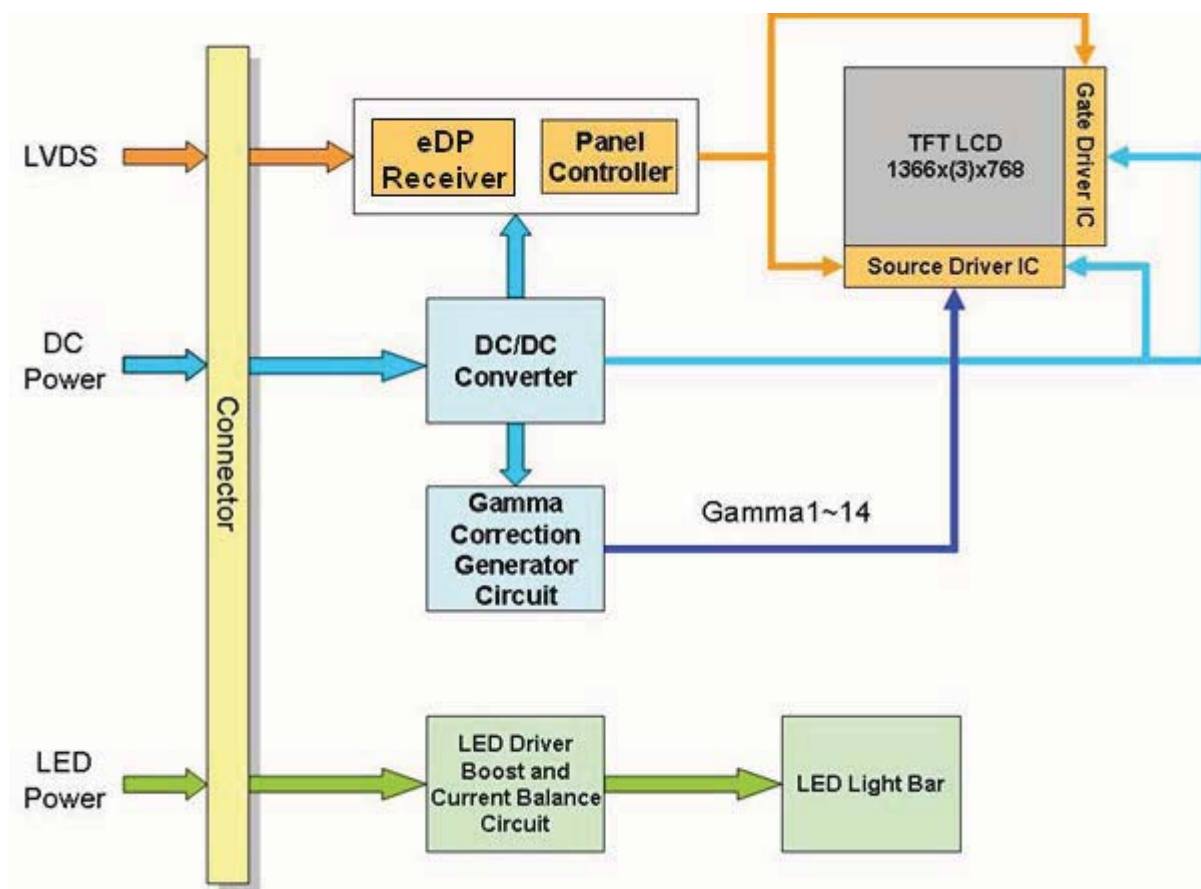 LVDS
eDP
Receiver
Panel
Controller
TFT LCD
1366x(3)x768
Gate Driver IC
Source Driver IC
DC
Power
Connector
DC/DC
Converter
Gamma
Correction
Generator
Circuit
Gamma1~14
LED
Power
LED Driver
Boost and
Current Balance
Circuit
LED Light Bar